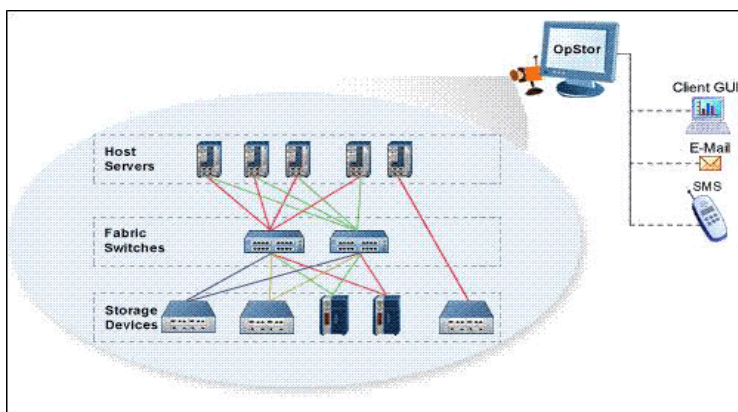 OpStor
Client GUI
E-Mail
SMS
Host
Servers
Fabric
Switches
Storage
Devices